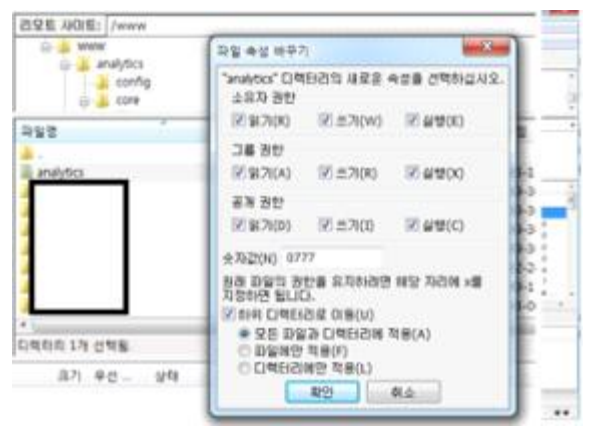 리모트 사이트: /www
www
analytics
config
core
파일명
analytics
디렉터리 1개 선택됨.
크기 우선... 상태
파일 속성 바꾸기
"analytics" 디렉터리의 새로운 속성을 선택하십시오.
소유자 권한
읽기(R) 쓰기(W) 실행(E)
그룹 권한
읽기(A) 쓰기(R) 실행(X)
공개 권한
읽기(D) 쓰기(I) 실행(C)
숫자값(N) 0777
원래 파일의 권한을 유지하려면 해당 자리에 x를
지정하면 됩니다.
하위 디렉터리로 이동(U)
모든 파일과 디렉터리에 적용(A)
파일에만 적용(F)
디렉터리에만 적용(L)
확인 취소